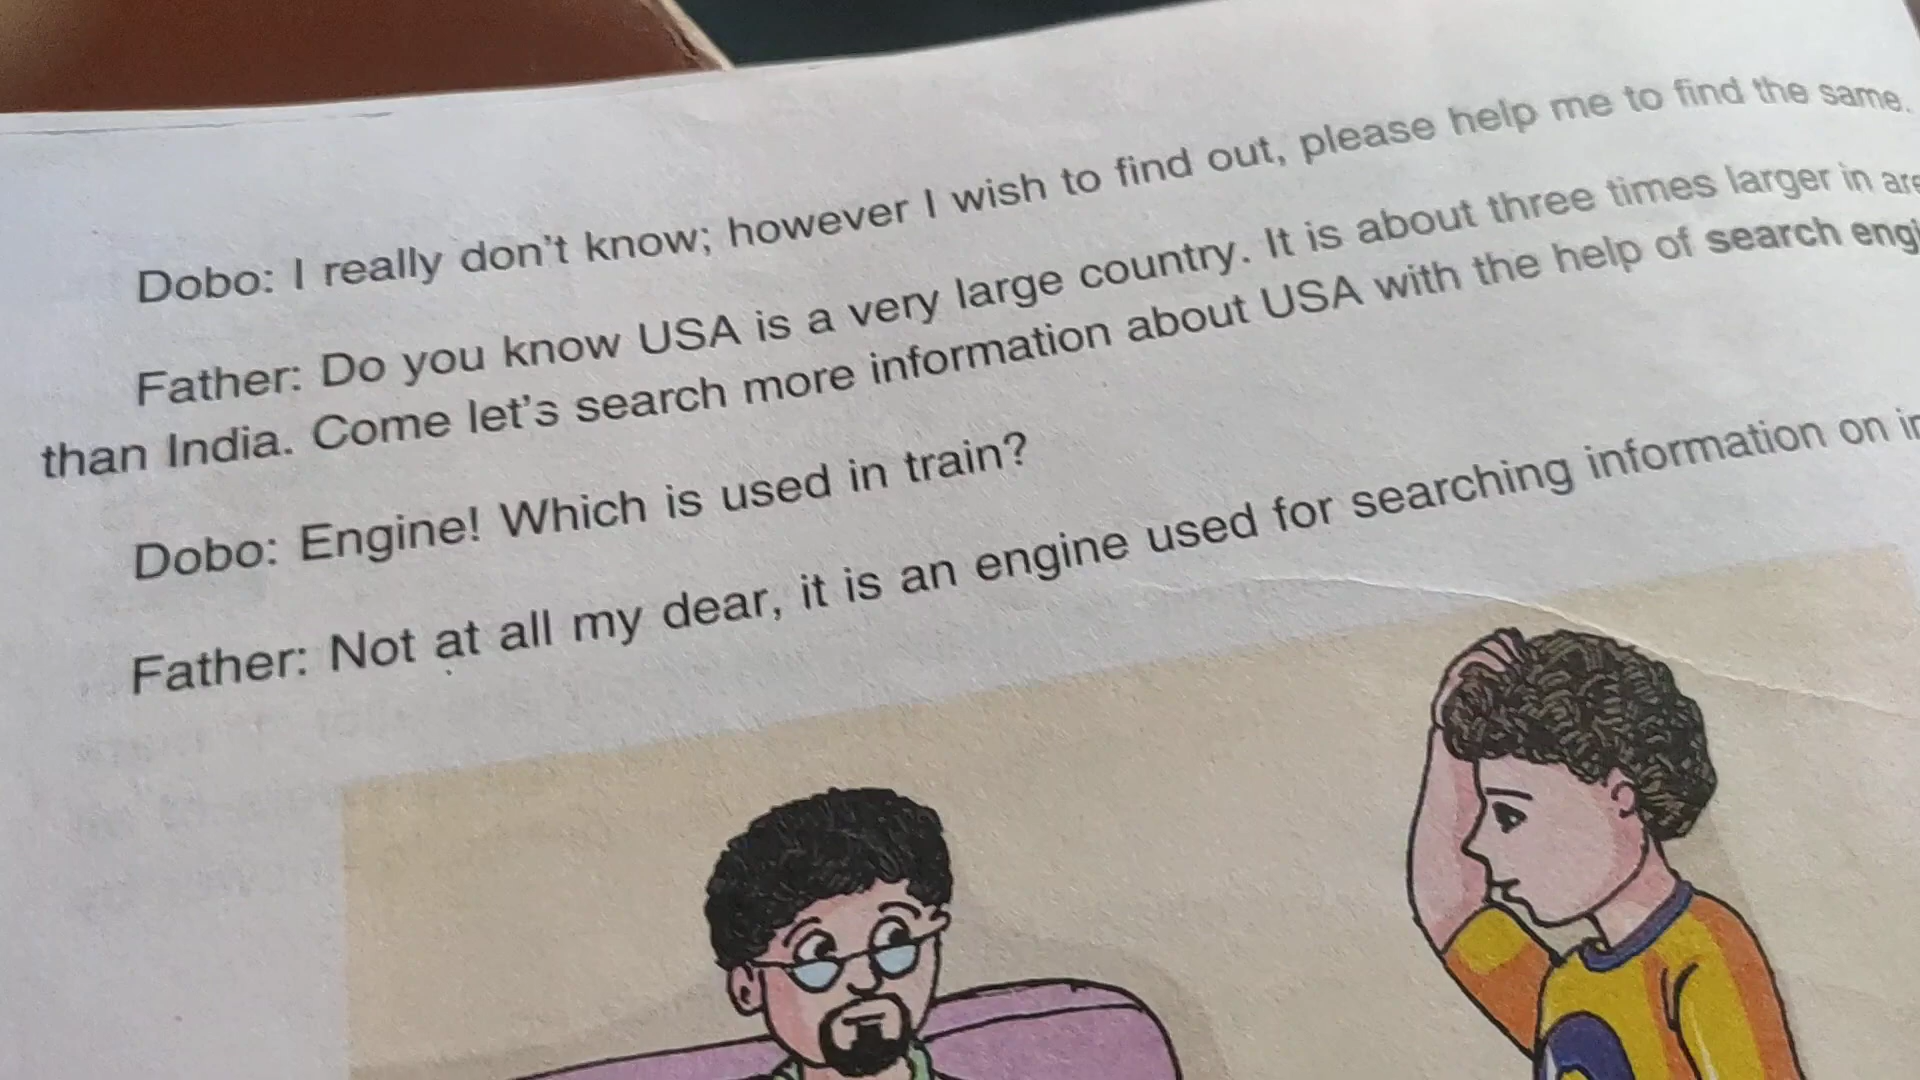 Dobo: I really don't know; however I wish to find out, please help me to find the same.
Father: Do you know USA is a very large country. It is about three times larger in
than India. Come let's search more information about USA with the help of search
Dobo: Engine! Which is used in train?
Father: Not at all my dear, it is an engine used for searching information on